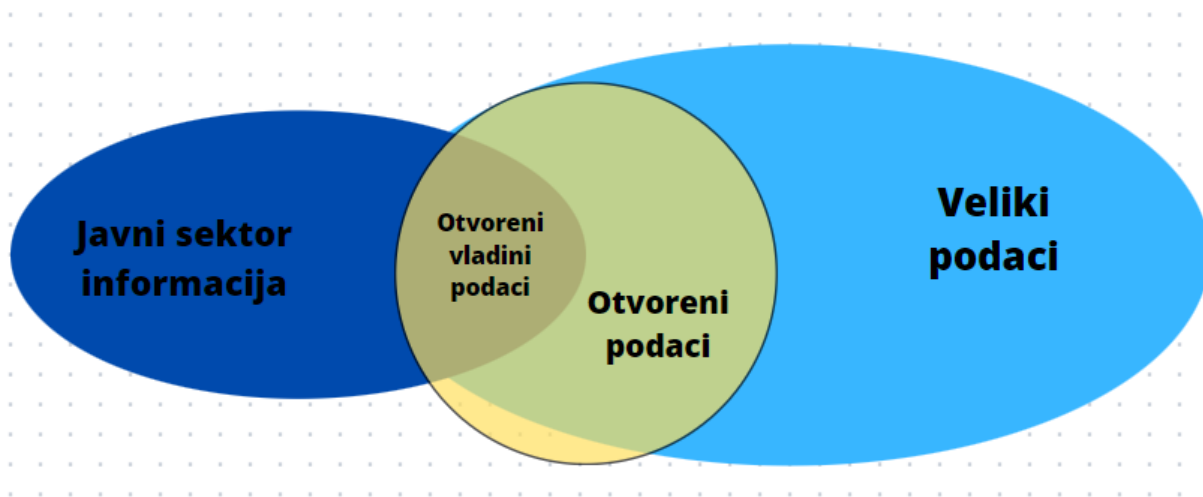 Javni sektor
informacija
Otvoreni
vladini
podaci
Otvoreni
podaci
Veliki
podaci